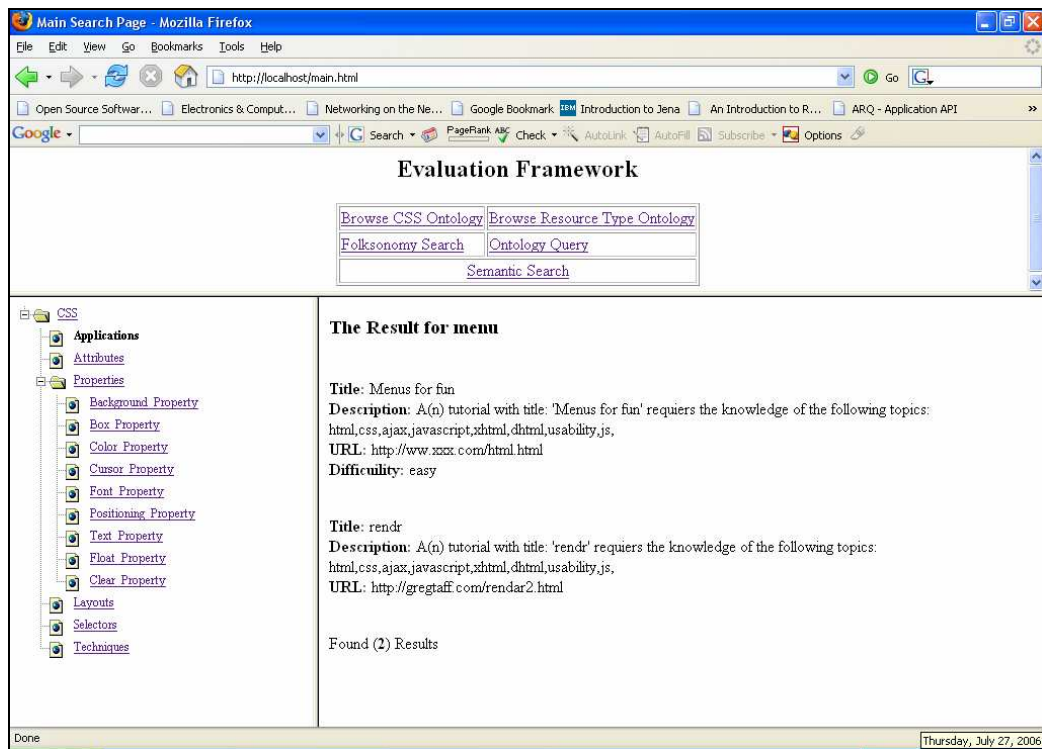 Main Search Page - Mozilla Firefox
File Edit View Go Bookmarks Tools Help
http://localhost/main.html Go G
Open Source Softwar... Electronics & Comput... Networking on the Ne... Google Bookmark IBM Introduction to Jena An Introduction to R... ARQ - Application API »
Google Search PageRank ABC Check AutoLink AutoFill Subscribe Options
Evaluation Framework
Browse CSS Ontology Browse Resource Type Ontology
Folksonomy Search Ontology Query
Semantic Search
CSS
Applications
Attributes
Properties
Background Property
Box Property
Color Property
Cursor Property
Font Property
Positioning Property
Text Property
Float Property
Clear Property
Layouts
Selectors
Techniques
The Result for menu
Title: Menus for fun
Description: A(n) tutorial with title: 'Menus for fun' requiers the knowledge of the following topics:
html,css,ajax,javascript,xhtml,dhtml,usability,js,
URL: http://ww.xxx.com/html.html
Difficuility: easy
Title: rendr
Description: A(n) tutorial with title: 'rendr' requiers the knowledge of the following topics:
html,css,ajax,javascript,xhtml,dhtml,usability,js,
URL: http://gregtaff.com/rendar2.html
Found (2) Results
Done
Thursday, July 27, 2006